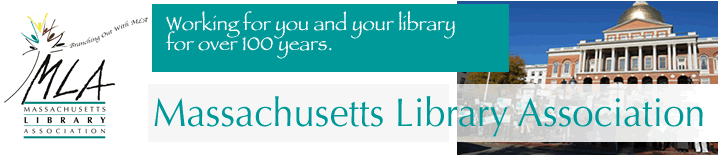 Branching Out With MLA
MLA
MASSACHUSETTS
LIBRARY
ASSOCIATION
Working for you and your library
for over 100 years.
Massachusetts Library Association